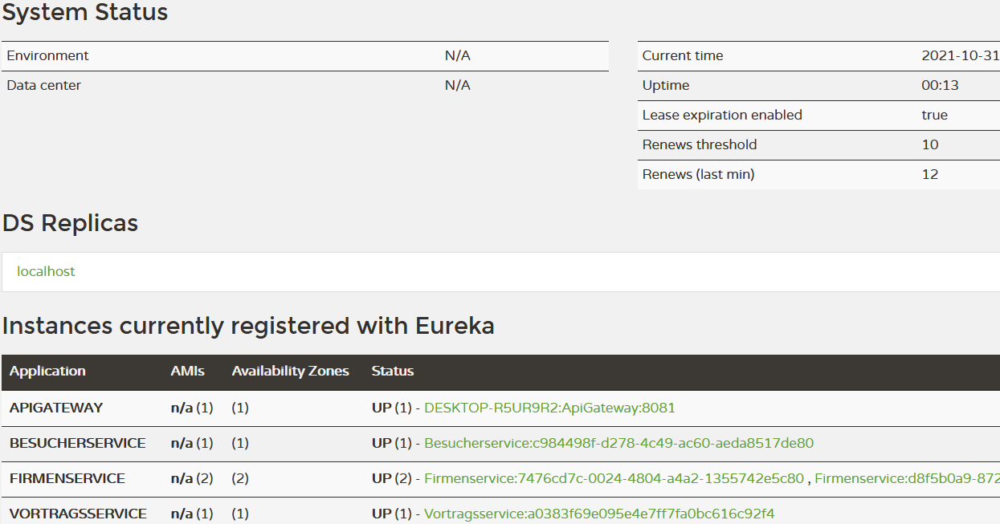 System Status
Environment N/A
Data center N/A
Current time 2021-10-31
Uptime 00:13
Lease expiration enabled true
Renews threshold 10
Renews (last min) 12
DS Replicas
localhost
Instances currently registered with Eureka
Application AMIs Availability Zones Status
APIGATEWAY n/a (1) (1) UP (1) - DESKTOP-R5UR9R2:ApiGateway:8081
BESUCHERSERVICE n/a (1) (1) UP (1) - Besucherservice:c984498f-d278-4c49-ac60-aeda8517de80
FIRMENSERVICE n/a (2) (2) UP (2) - Firmenservice:7476cd7c-0024-4804-a4a2-1355742e5c80 , Firmenservice:d8f5b0a9-872
VORTRAGSSERVICE n/a (1) (1) UP (1) - Vortragsservice:a0383f69e095e4e7ff7fa0bc616c92f4